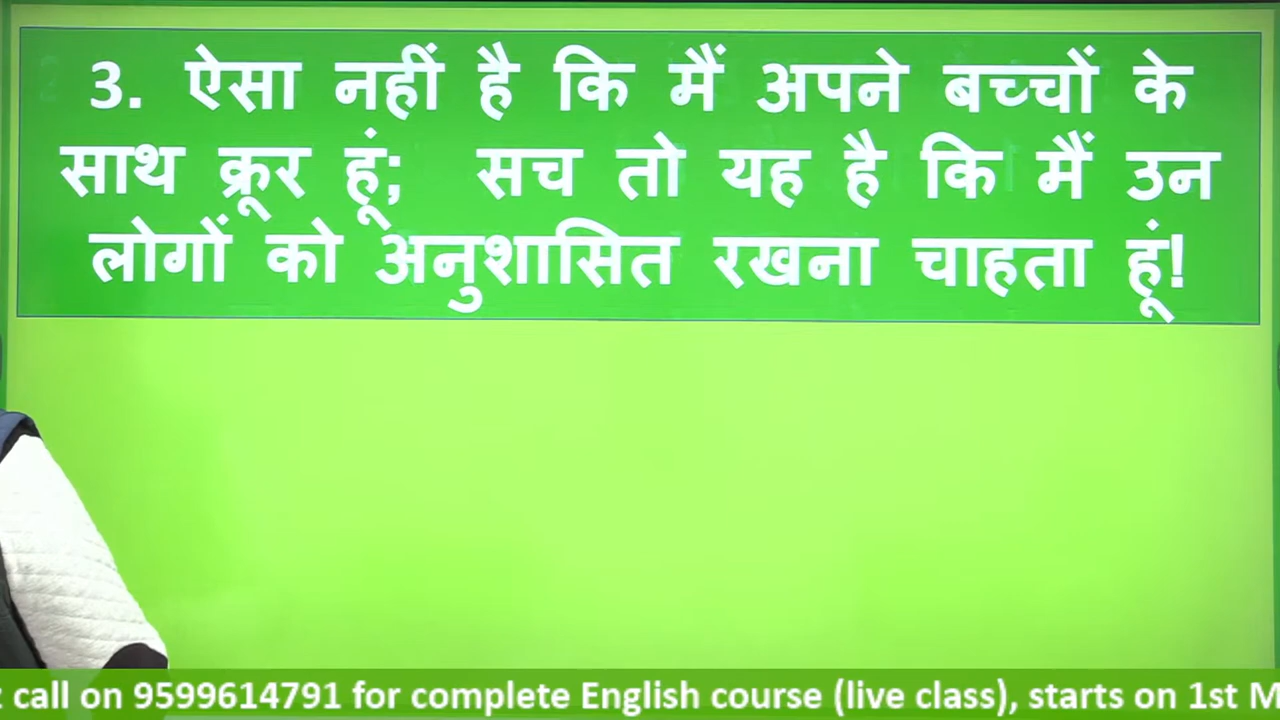 3. ऐसा नहीं है कि मैं अपने बच्चों के
साथ क्रूर हूं; सच तो यह है कि मैं उन
लोगों को अनुशासित रखना चाहता हूं!
call on 9599614791 for complete English course (live class), starts on 1st